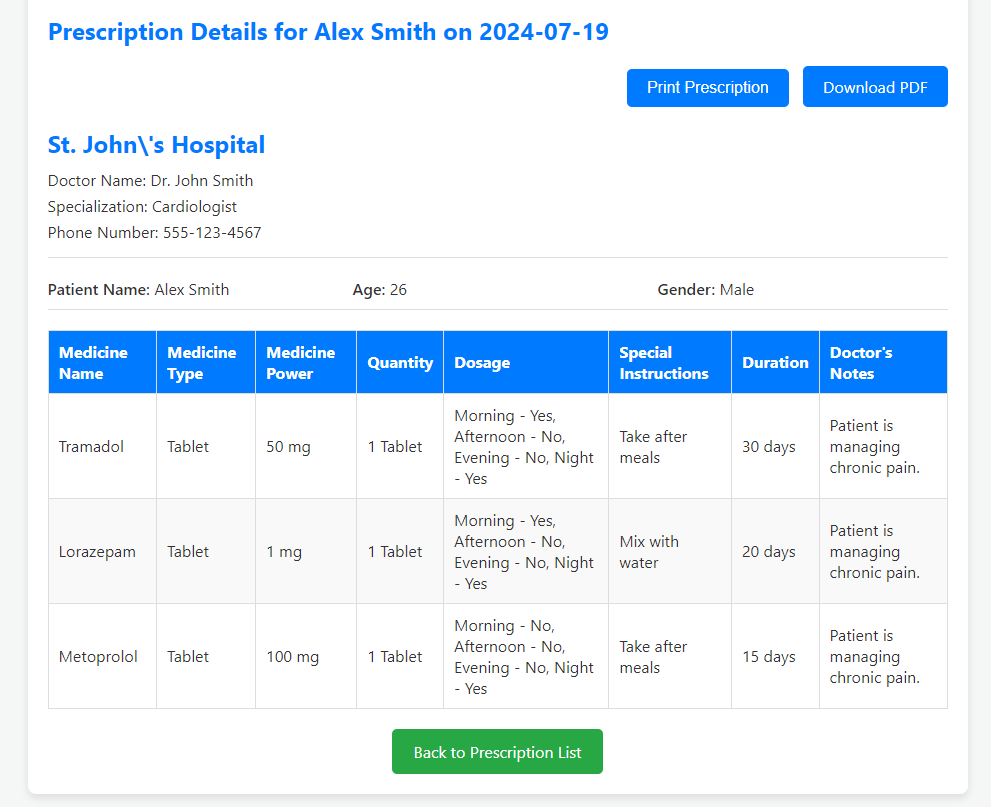 Prescription Details for Alex Smith on 2024-07-19
Print Prescription
Download PDF
St. John\'s Hospital
Doctor Name: Dr. John Smith
Specialization: Cardiologist
Phone Number: 555-123-4567
Patient Name: Alex Smith
Age: 26
Gender: Male
Medicine
Name
Medicine
Type
Medicine
Power
Quantity
Dosage
Special
Instructions
Duration
Doctor's
Notes
Tramadol
Tablet
50 mg
1 Tablet
Morning - Yes,
Afternoon - No,
Evening - No, Night
- Yes
Take after
meals
30 days
Patient is
managing
chronic pain.
Lorazepam
Tablet
1 mg
1 Tablet
Morning - Yes,
Afternoon - No,
Evening - No, Night
- Yes
Mix with
water
20 days
Patient is
managing
chronic pain.
Metoprolol
Tablet
100 mg
1 Tablet
Morning - No,
Afternoon - No,
Evening - No, Night
- Yes
Take after
meals
15 days
Patient is
managing
chronic pain.
Back to Prescription List